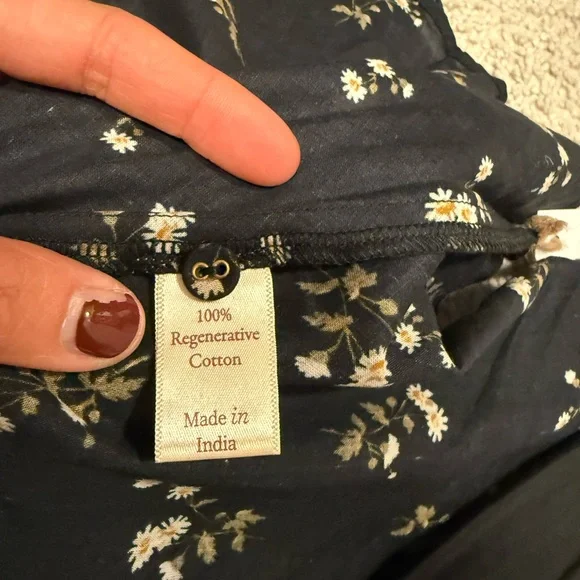 100%
Regenerative
Cotton
Made in
India